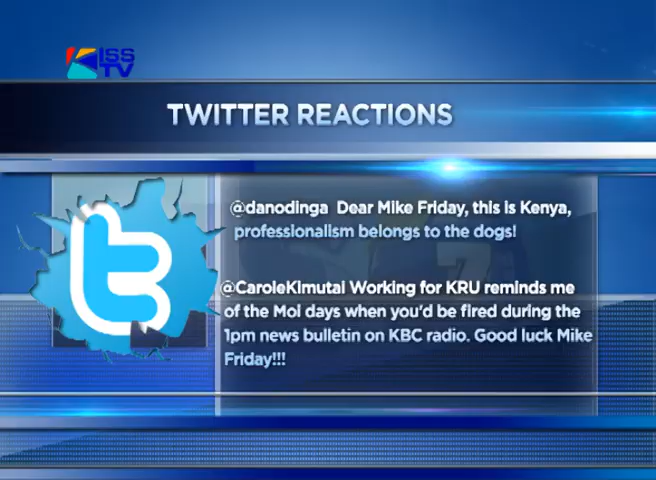 KISS
TV
TWITTER REACTIONS
@danodinga Dear Mike Friday, this is Kenya,
professionalism belongs to the dogs!
@CaroleKimutai Working for KRU reminds me
of the Moi days when you'd be fired during the
1pm news bulletin on KBC radio. Good luck Mike
Friday!!!